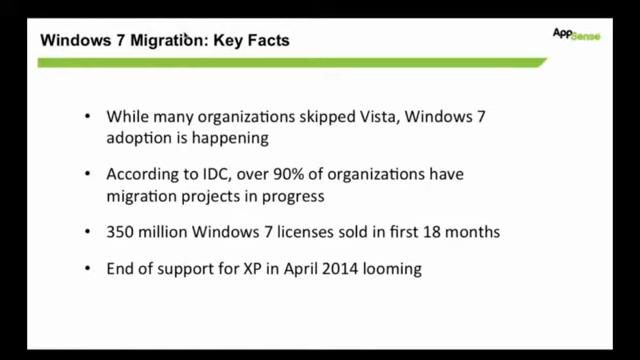 Windows 7 Migration: Key Facts
AppSense
• While many organizations skipped Vista, Windows 7
adoption is happening
• According to IDC, over 90% of organizations have
migration projects in progress
• 350 million Windows 7 licenses sold in first 18 months
• End of support for XP in April 2014 looming